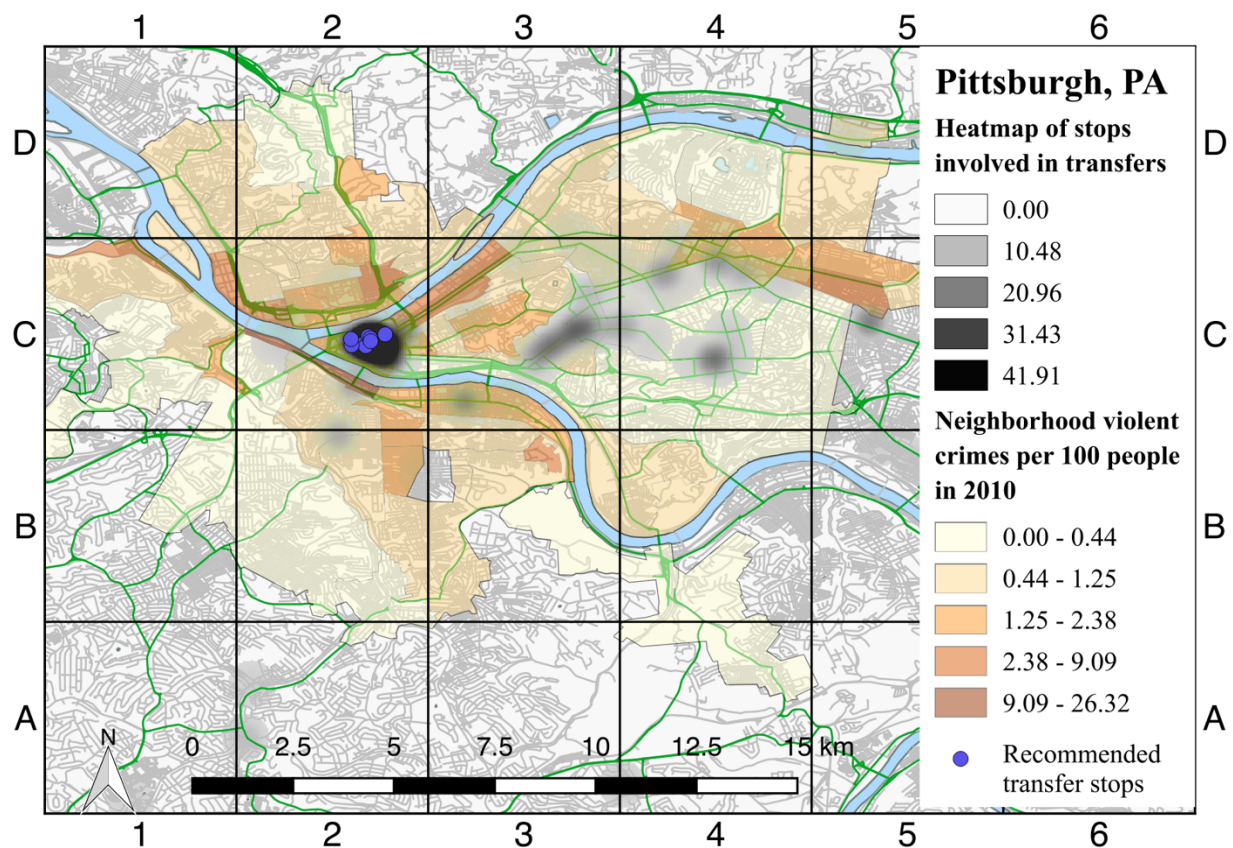 1 2 3 4 5 6
Pittsburgh, PA
Heatmap of stops
involved in transfers
0.00
10.48
20.96
31.43
41.91
Neighborhood violent
crimes per 100 people
in 2010
0.00 - 0.44
0.44 - 1.25
1.25 - 2.38
2.38 - 9.09
9.09 - 26.32
Recommended
transfer stops
D D
C C
B B
A A
N
0 2.5 5 7.5 10 12.5 15 km
1 2 3 4 5 6